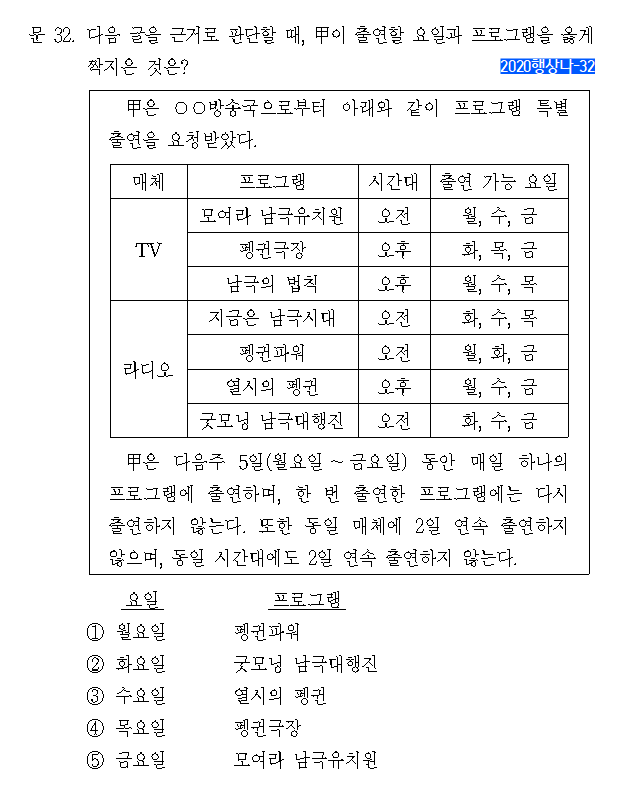 문 32. 다음 글을 근거로 판단할 때, 甲이 출연할 요일과 프로그램을 옳게
짝지은 것은?
2020행상나-32
甲은 ○○방송국으로부터 아래와 같이 프로그램 특별
출연을 요청받았다.
매체 프로그램 시간대 출연 가능 요일
TV
모여라 남극유치원 오전 월, 수, 금
펭귄극장 오후 화, 목, 금
남극의 법칙 오후 월, 수, 목
라디오
지금은 남극시대 오전 화, 수, 목
펭귄파워 오전 월, 화, 금
열시의 펭귄 오후 월, 수, 금
굿모닝 남극대행진 오전 화, 수, 금
甲은 다음주 5일(월요일 ~ 금요일) 동안 매일 하나의
프로그램에 출연하며, 한 번 출연한 프로그램에는 다시
출연하지 않는다. 또한 동일 매체에 2일 연속 출연하지
않으며, 동일 시간대에도 2일 연속 출연하지 않는다.
요일 프로그램
① 월요일 펭귄파워
② 화요일 굿모닝 남극대행진
③ 수요일 열시의 펭귄
④ 목요일 펭귄극장
⑤ 금요일 모여라 남극유치원